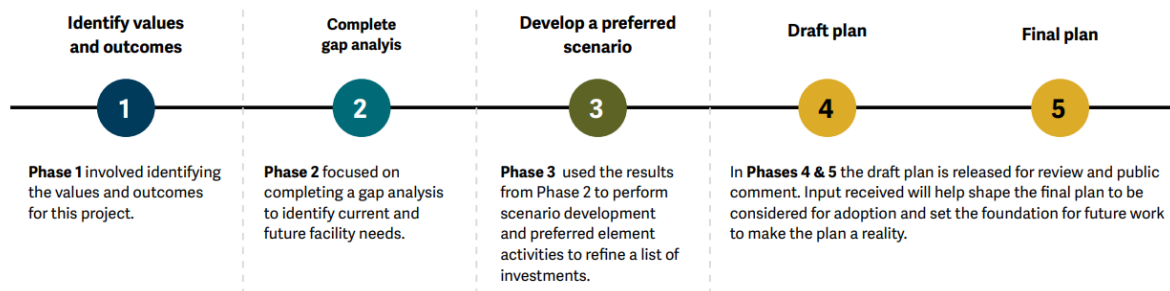 Identify values
and outcomes
Complete
gap analyis
Develop a preferred
scenario
Draft plan
Final plan
1
2
3
4
5
Phase 1 involved identifying
the values and outcomes
for this project.
Phase 2 focused on
completing a gap analysis
to identify current and
future facility needs.
Phase 3 used the results
from Phase 2 to perform
scenario development
and preferred element
activities to refine a list of
investments.
In Phases 4 & 5 the draft plan is released for review and public
comment. Input received will help shape the final plan to be
considered for adoption and set the foundation for future work
to make the plan a reality.